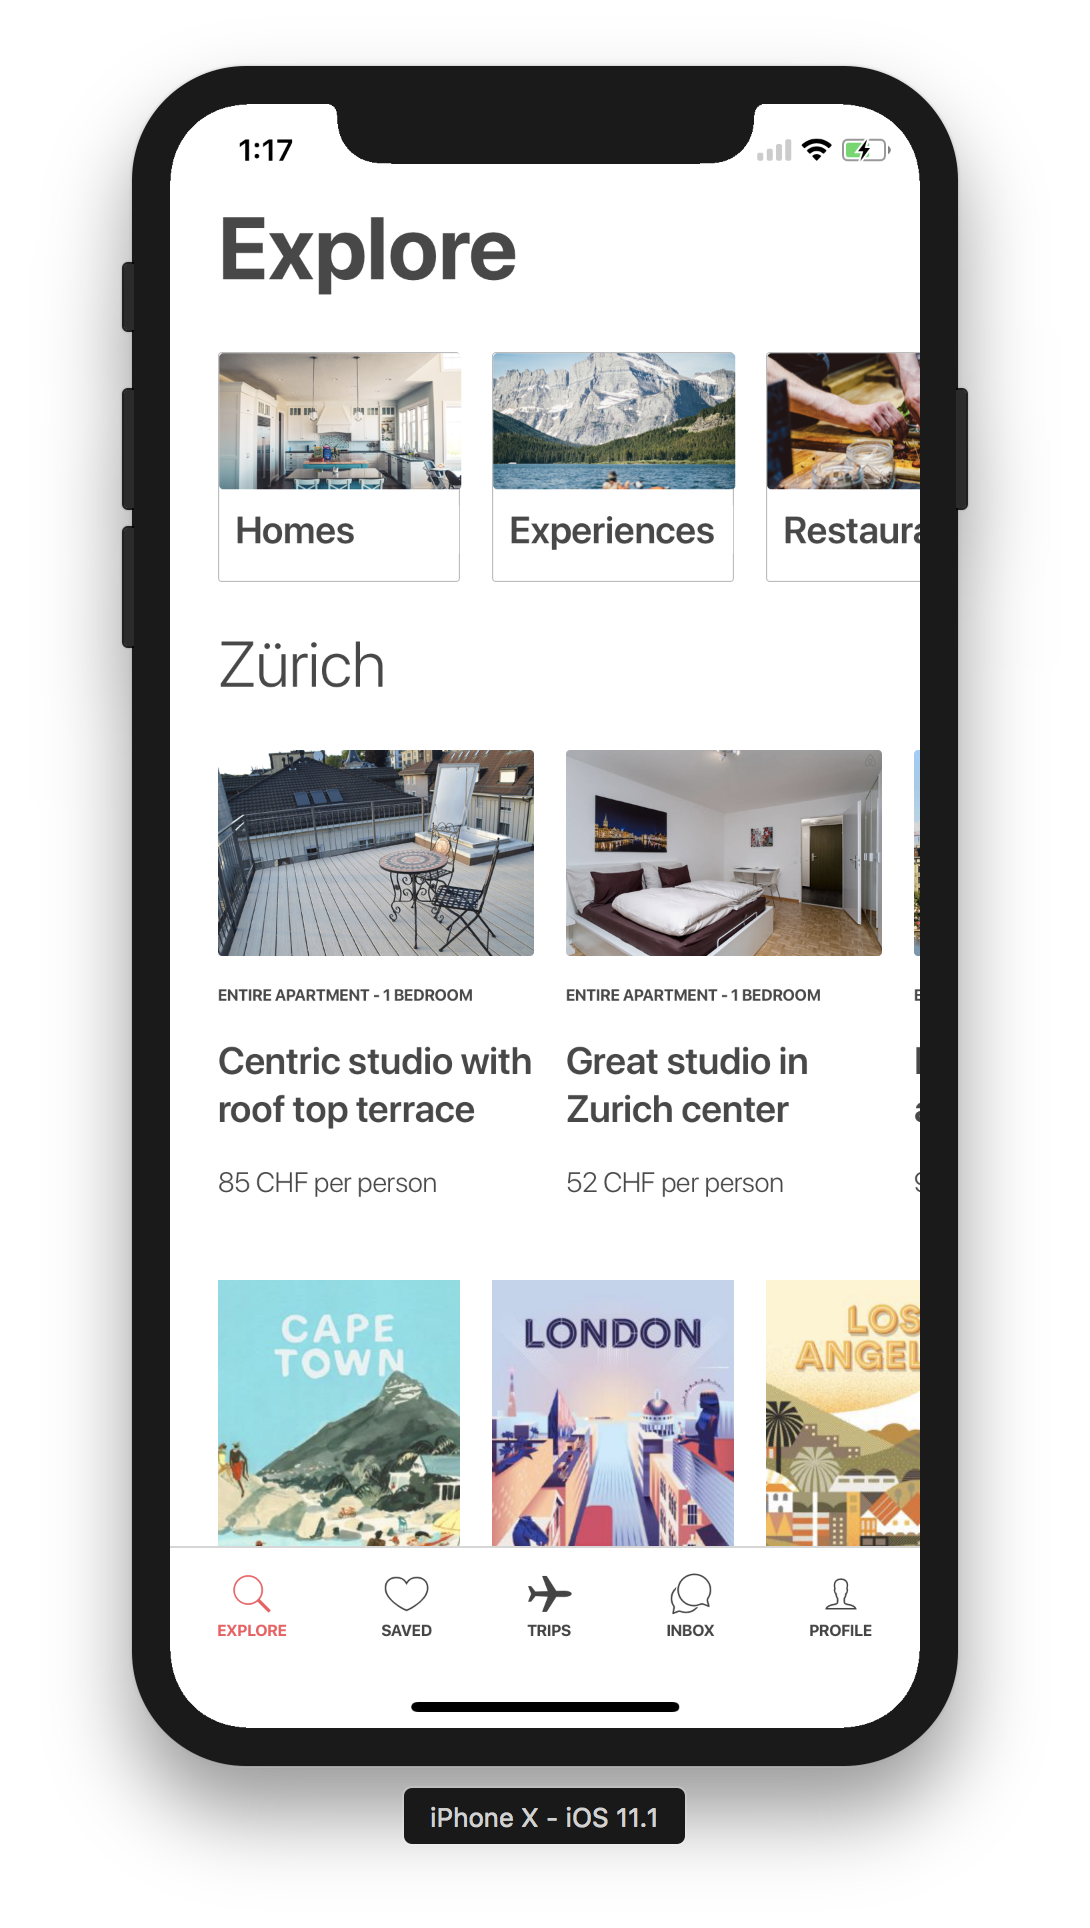 1:17
Explore
Homes
Experiences
Zürich
ENTIRE APARTMENT - 1 BEDROOM
ENTIRE APARTMENT - 1 BEDROOM
Centric studio with
roof top terrace
Great studio in
Zurich center
85 CHF per person
52 CHF per person
CAPE
TOWN
LONDON
LOS
EXPLORE
SAVED
TRIPS
INBOX
PROFILE
iPhone X - iOS 11.1